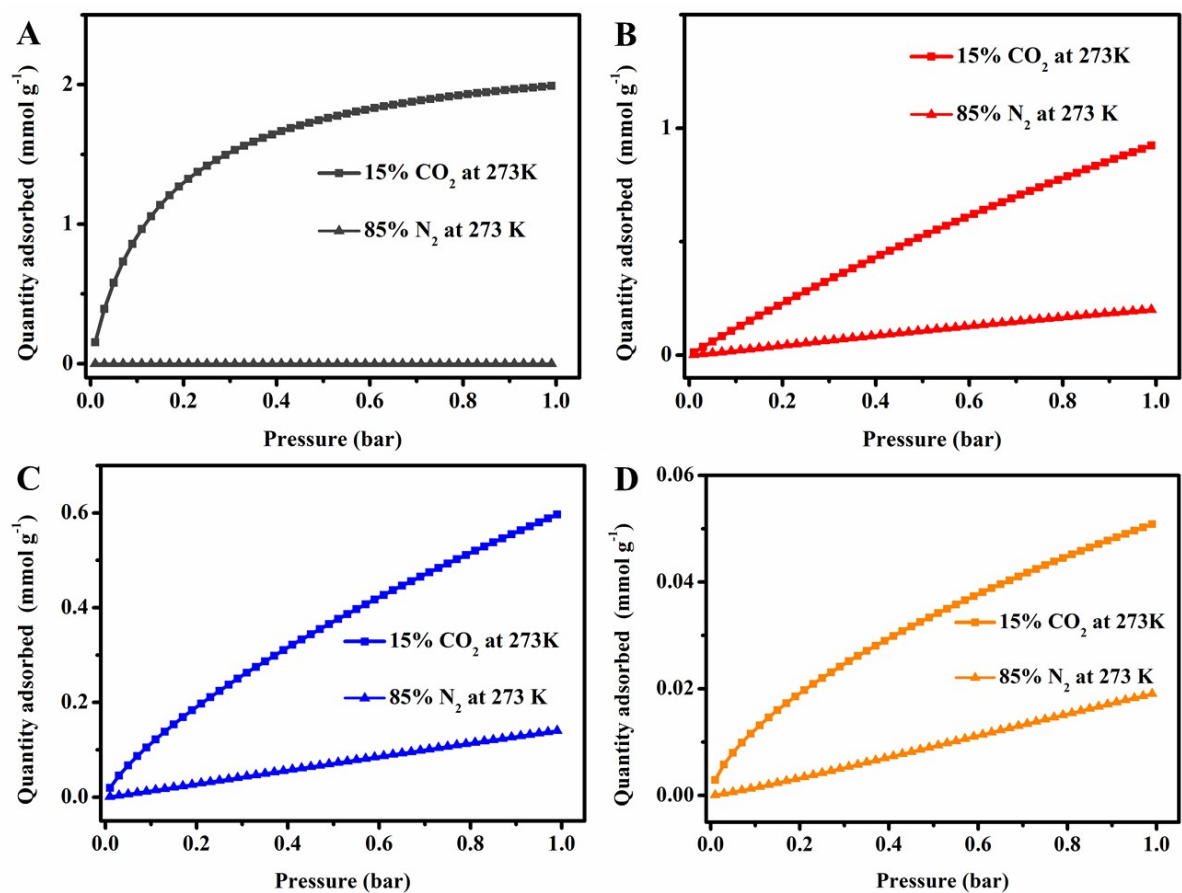 A
Quantity adsorbed (mmol g⁻¹)
2
1
0
15% CO₂ at 273K
85% N₂ at 273 K
0.0 0.2 0.4 0.6 0.8 1.0
Pressure (bar)
B
Quantity adsorbed (mmol g⁻¹)
1
0
15% CO₂ at 273K
85% N₂ at 273 K
0.0 0.2 0.4 0.6 0.8 1.0
Pressure (bar)
C
Quantity adsorbed (mmol g⁻¹)
0.6
0.4
0.2
0.0
15% CO₂ at 273K
85% N₂ at 273 K
0.0 0.2 0.4 0.6 0.8 1.0
Pressure (bar)
D
Quantity adsorbed (mmol g⁻¹)
0.06
0.04
0.02
0.00
15% CO₂ at 273K
85% N₂ at 273 K
0.0 0.2 0.4 0.6 0.8 1.0
Pressure (bar)